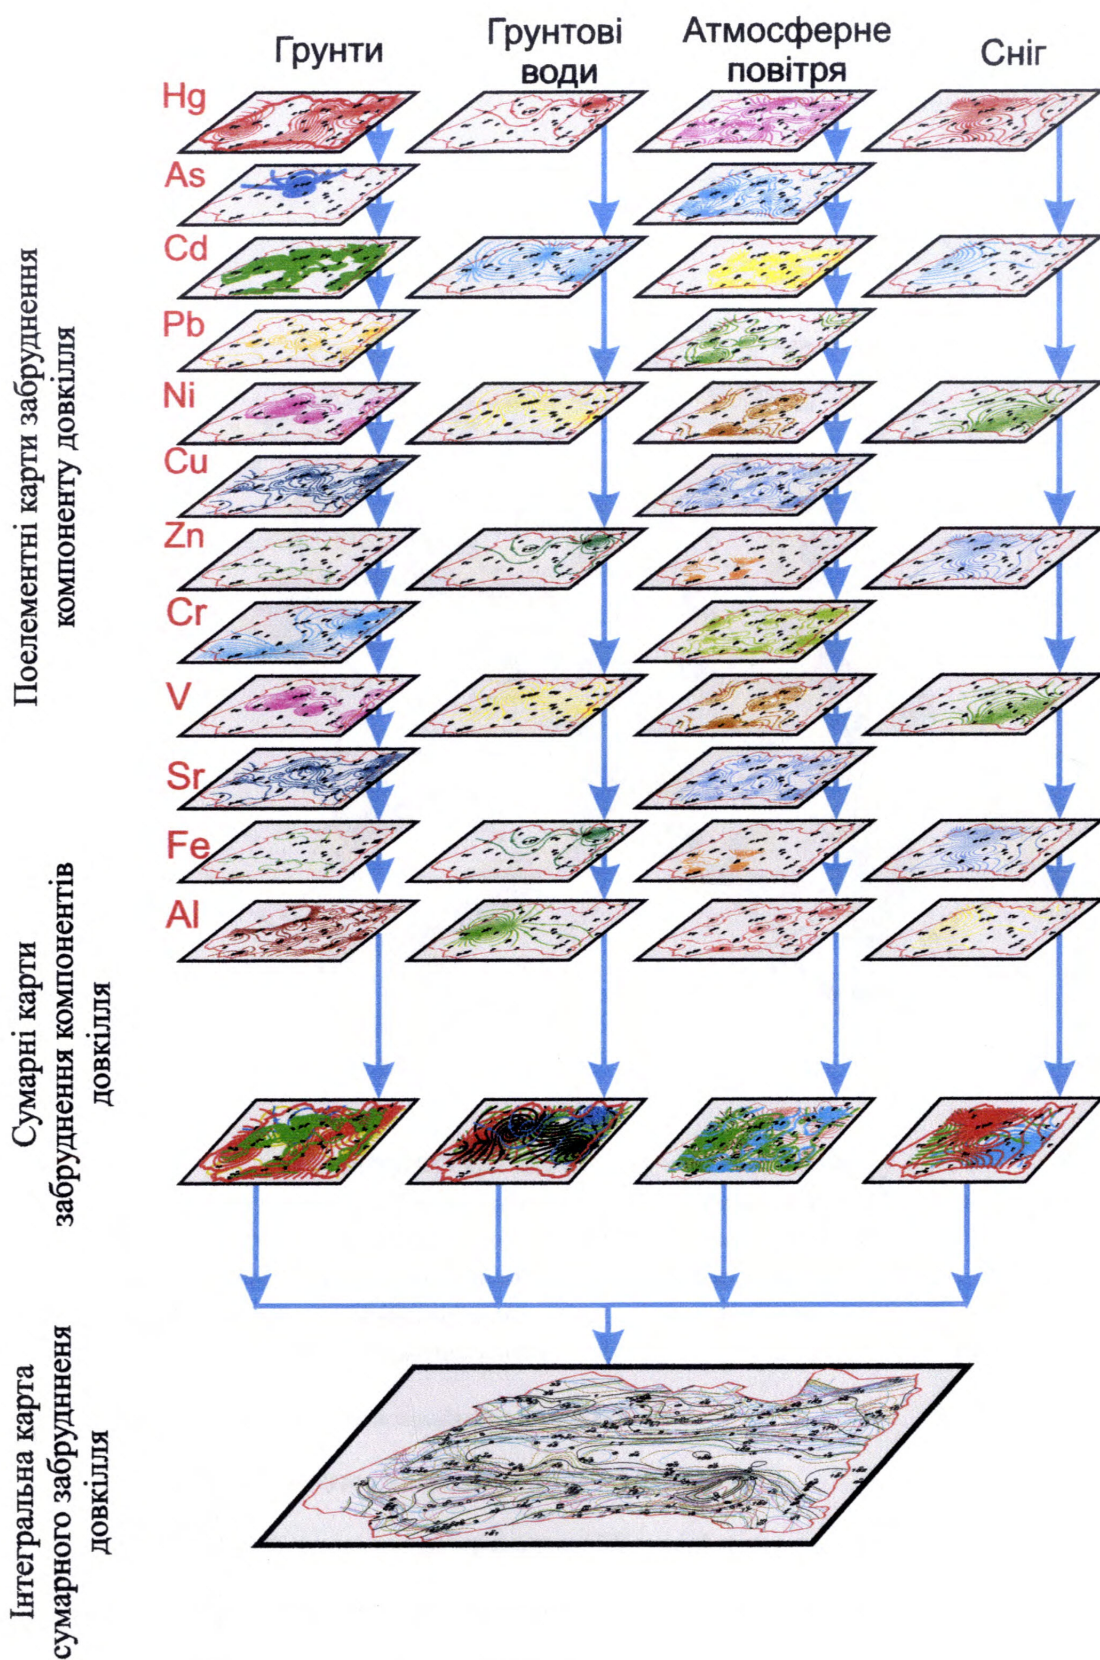 Грунти
Грунтові
води
Атмосферне
повітря
Сніг
Hg
As
Cd
Pb
Ni
Cu
Zn
Cr
V
Sr
Fe
Al
Поелементні карти забруднення
компоненту довкілля
Сумарні карти
забруднення компонентів
довкілля
Інтегральна карта
сумарного забрудненя
довкілля